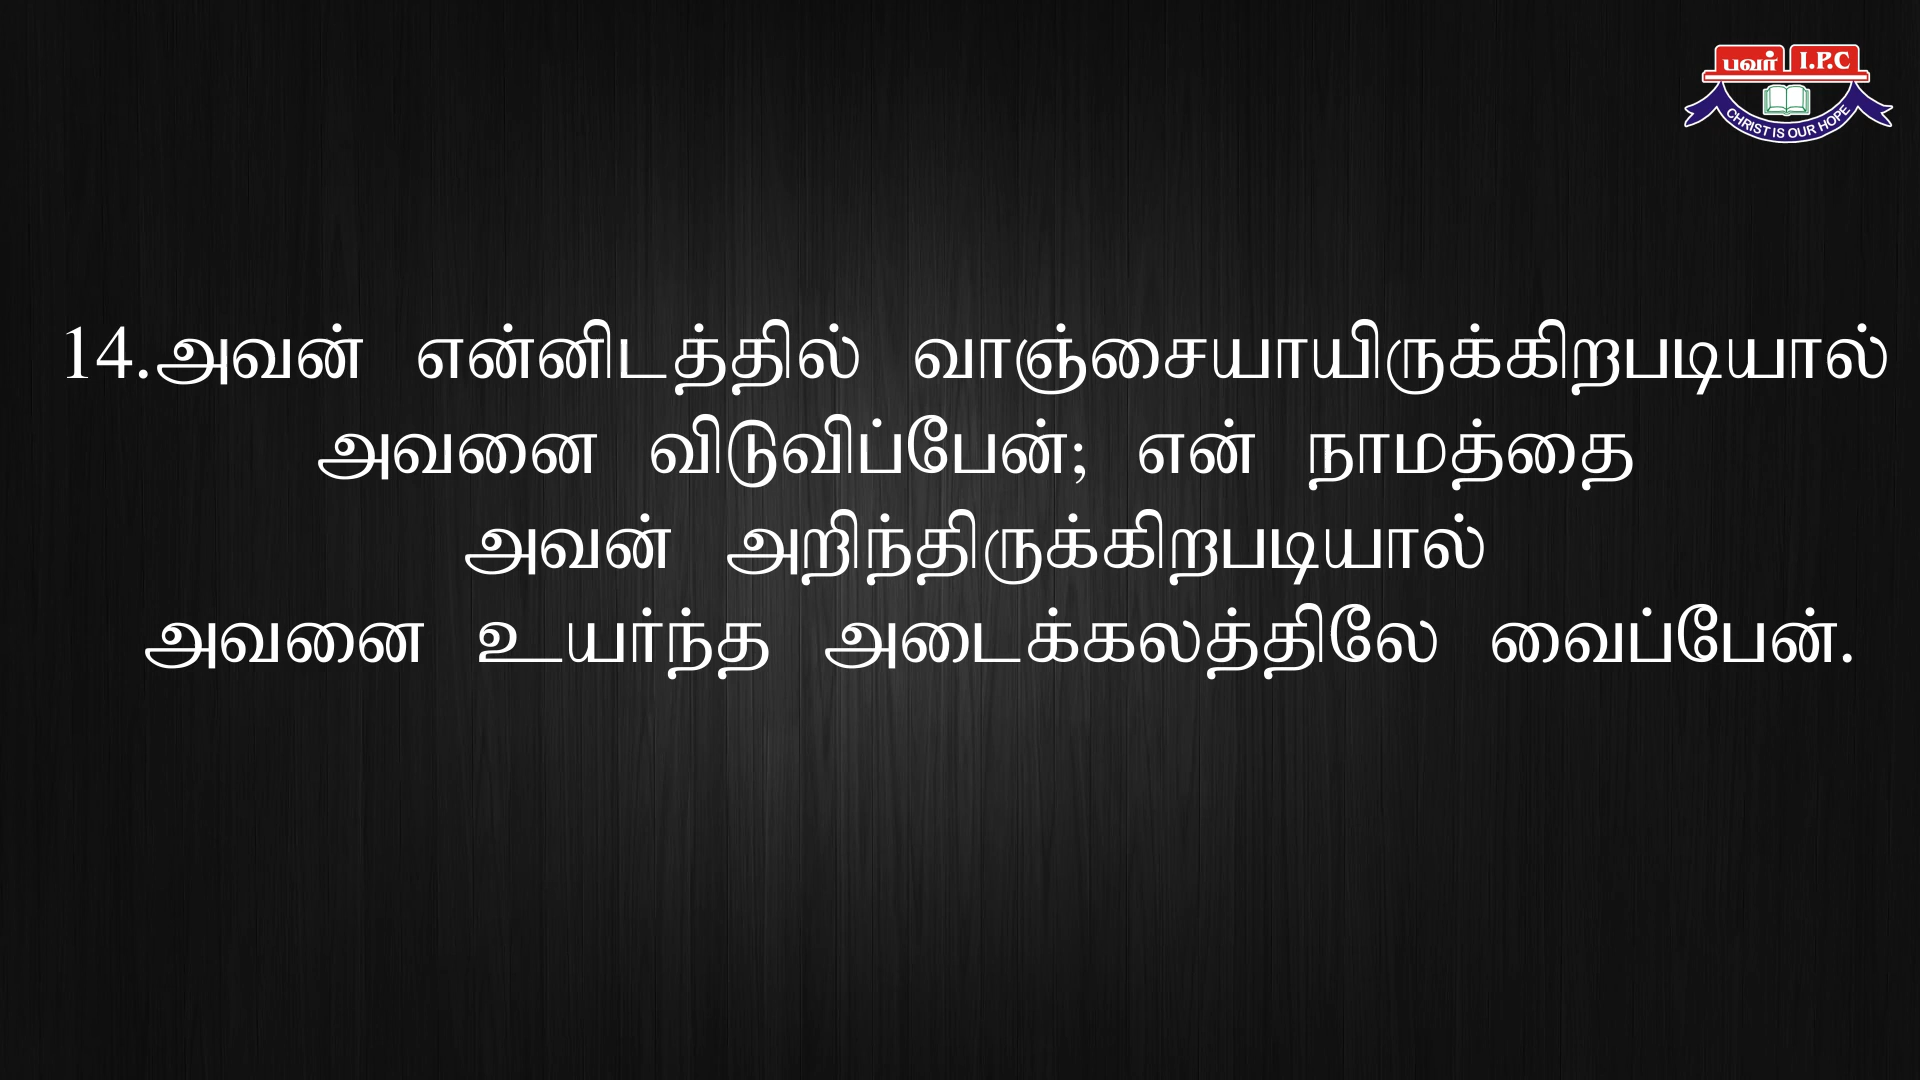 பவர் I.P.C
CHRIST IS OUR HOPE
14.அவன் என்னிடத்தில் வாஞ்சையாயிருக்கிறபடியால்
அவனை விடுவிப்பேன்; என் நாமத்தை
அவன் அறிந்திருக்கிறபடியால்
அவனை உயர்ந்த அடைக்கலத்திலே வைப்பேன்.